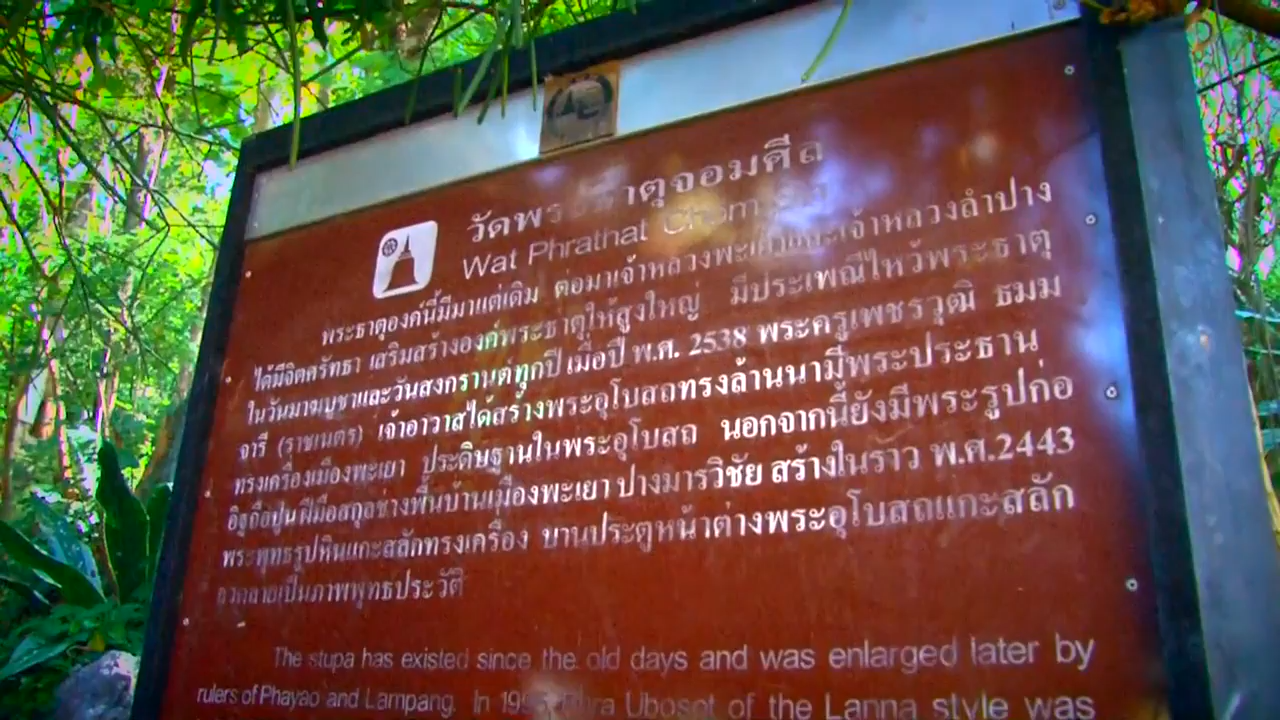 วัดพระธาตุจอมศีล
Wat Phrathat Chom
พระธาตุองค์นี้มีมาแต่เดิม ต่อมาเจ้าหลวงพะเยาและเจ้าหลวงลำปาง
ได้มีจิตศรัทธา เสริมสร้างองค์พระธาตุให้สูงใหญ่ มีประเพณีไหว้พระธาตุ
ในวันมาฆบูชาและวันสงกรานต์ทุกปี เมื่อปี พ.ศ. 2538 พระครูเพชรวุฒิ ธมม
จารี (ราชเนตร) เจ้าอาวาสได้สร้างพระอุโบสถทรงล้านนามีพระประธาน
ทรงเครื่องเมืองพะเยา ประดิษฐานในพระอุโบสถ นอกจากนี้ยังมีพระรูปก่อ
อิฐถือปูน ฝีมือสกุลช่างพื้นบ้านเมืองพะเยา ปางมารวิชัย สร้างในราว พ.ศ.2443
พระพุทธรูปหินแกะสลักทรงเครื่อง บานประตูหน้าต่างพระอุโบสถแกะสลัก
ลวดลายเป็นภาพพุทธประวัติ
The stupa has existed since the old days and was enlarged later by
rulers of Phayao and Lampang. In Ubosot of the Lanna style was